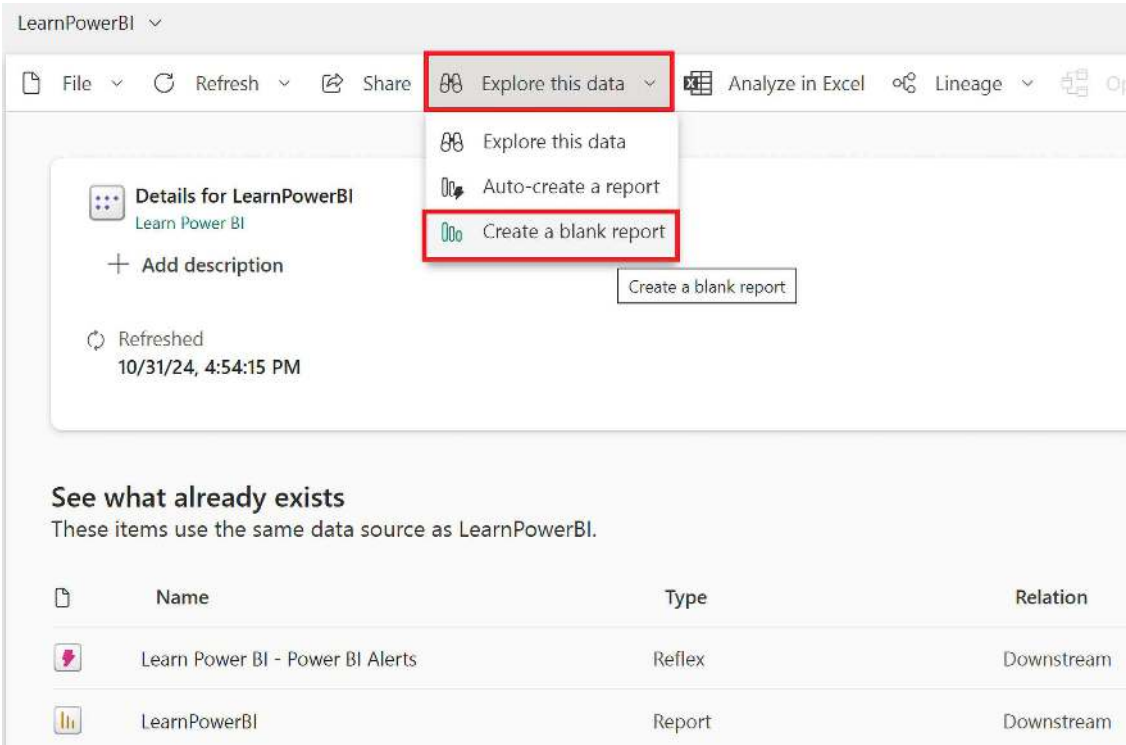 LearnPowerBI
File Refresh Share Explore this data Analyze in Excel Lineage
Explore this data
Auto-create a report
Create a blank report
Create a blank report
Details for LearnPowerBI
Learn Power BI
Add description
Refreshed
10/31/24, 4:54:15 PM
See what already exists
These items use the same data source as LearnPowerBI.
Name Type Relation
Learn Power BI - Power BI Alerts Reflex Downstream
LearnPowerBI Report Downstream